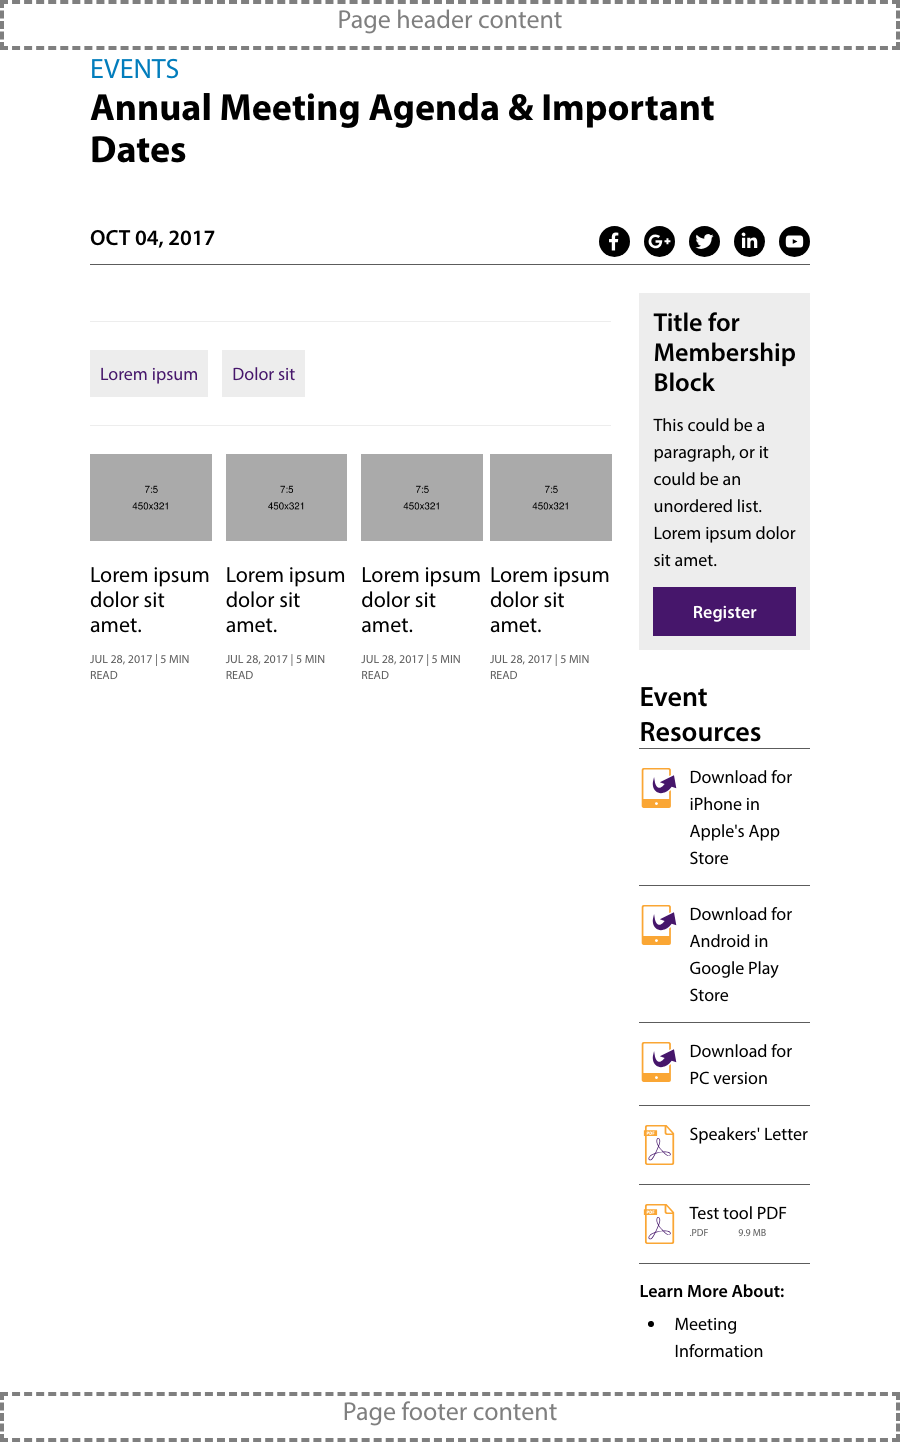 Page header content
EVENTS
Annual Meeting Agenda & Important
Dates
OCT 04, 2017
Lorem ipsum
Dolor sit
7:5
450x321
Lorem ipsum
dolor sit
amet.
JUL 28, 2017 | 5 MIN
READ
7:5
450x321
Lorem ipsum
dolor sit
amet.
JUL 28, 2017 | 5 MIN
READ
7:5
450x321
Lorem ipsum
dolor sit
amet.
JUL 28, 2017 | 5 MIN
READ
7:5
450x321
Lorem ipsum
dolor sit
amet.
JUL 28, 2017 | 5 MIN
READ
Title for
Membership
Block
This could be a
paragraph, or it
could be an
unordered list.
Lorem ipsum dolor
sit amet.
Register
Event
Resources
Download for
iPhone in
Apple's App
Store
Download for
Android in
Google Play
Store
Download for
PC version
PDF
Speakers' Letter
PDF
Test tool PDF
.PDF 9.9 MB
Learn More About:
• Meeting
Information
Page footer content